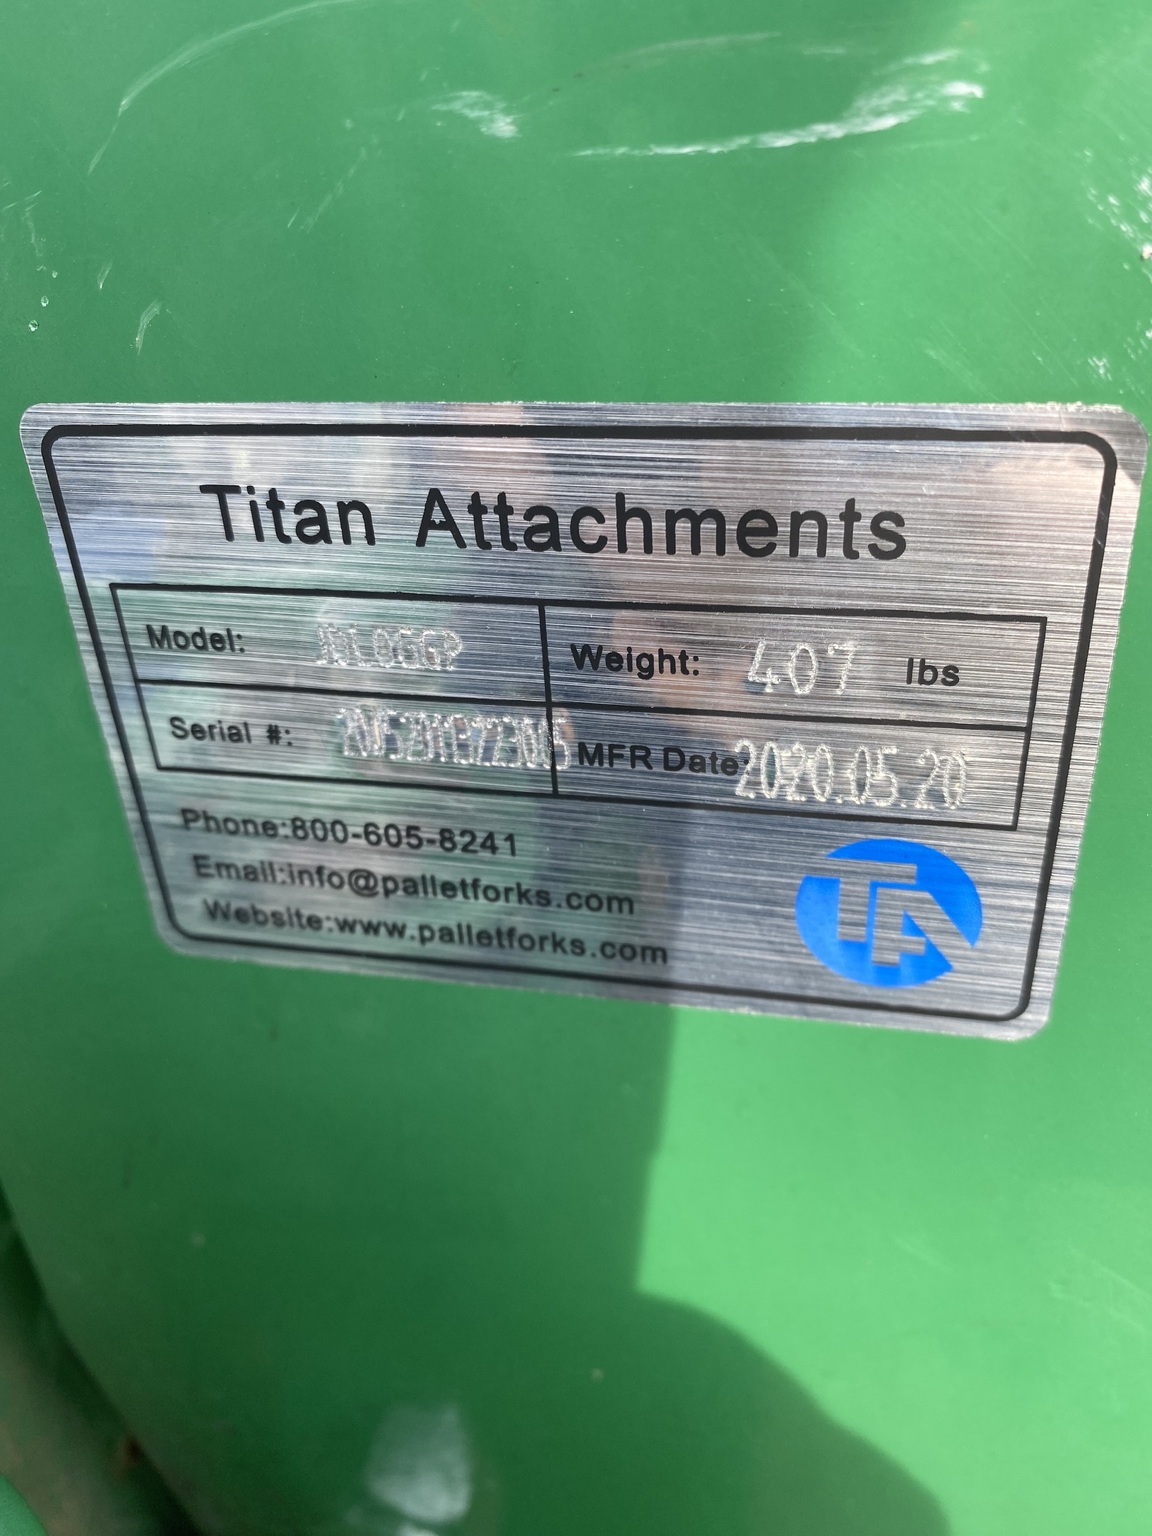 Titan Attachments
Model: Weight: 407 lbs
Serial #: MFR Date: 2020.05.20
Phone:800-605-8241
Email:info@palletforks.com
Website:www.palletforks.com
TA